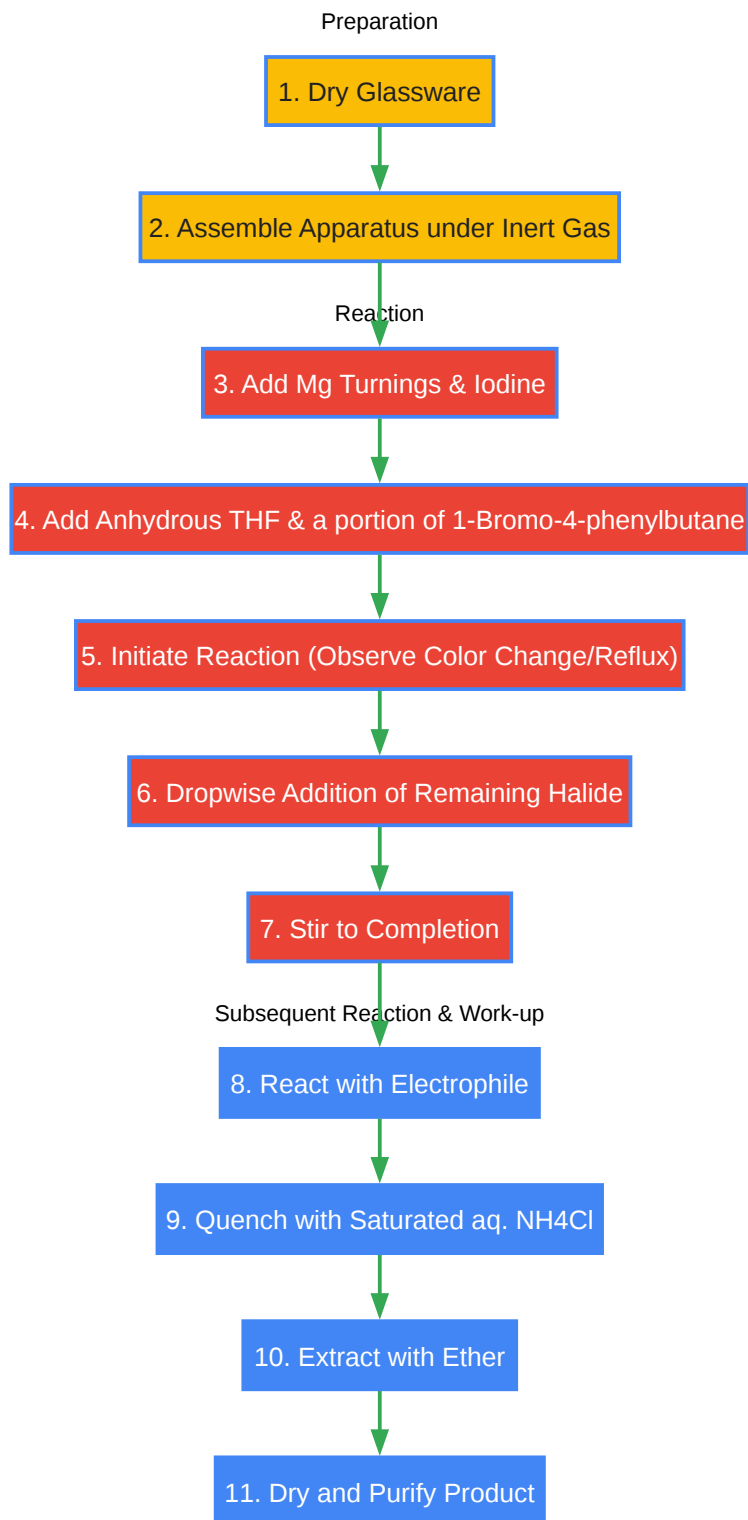 Preparation
1. Dry Glassware
2. Assemble Apparatus under Inert Gas
Reaction
3. Add Mg Turnings & Iodine
4. Add Anhydrous THF & a portion of 1-Bromo-4-phenylbutane
5. Initiate Reaction (Observe Color Change/Reflux)
6. Dropwise Addition of Remaining Halide
7. Stir to Completion
Subsequent Reaction & Work-up
8. React with Electrophile
9. Quench with Saturated aq. NH4Cl
10. Extract with Ether
11. Dry and Purify Product